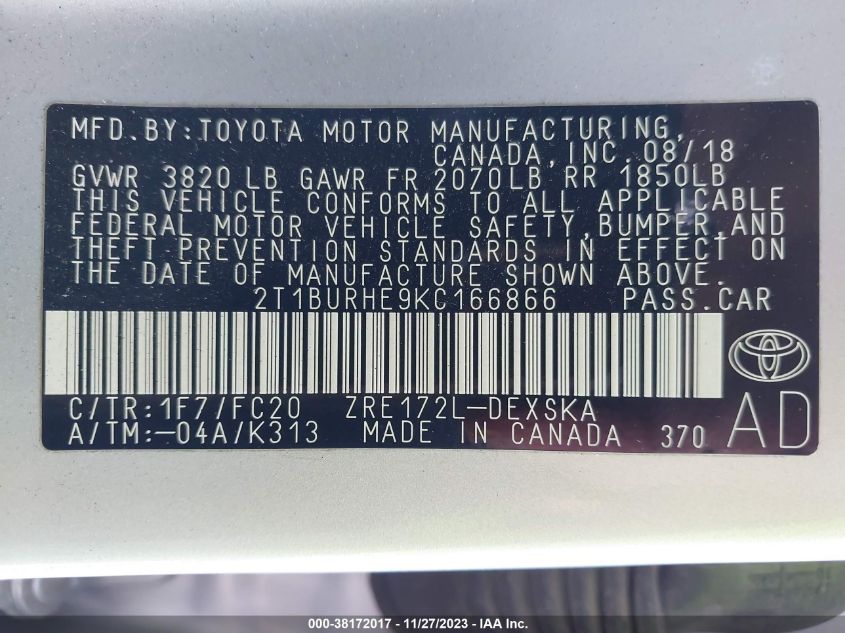 MFD.BY:TOYOTA MOTOR MANUFACTURING,
CANADA,INC. 08/18
GVWR 3820 LB GAWR FR 2070LB RR 1850LB
THIS VEHICLE CONFORMS TO ALL APPLICABLE
FEDERAL MOTOR VEHICLE SAFETY,BUMPER,AND
THEFT PREVENTION STANDARDS IN EFFECT ON
THE DATE OF MANUFACTURE SHOWN ABOVE.
2T1BURHE9KC166866 PASS.CAR
C/TR:1F7/FC20 ZRE172L-DEXSKA
A/TM:-04A/K313 MADE IN CANADA 370 AD
000-38172017 - 11/27/2023 - IAA Inc.